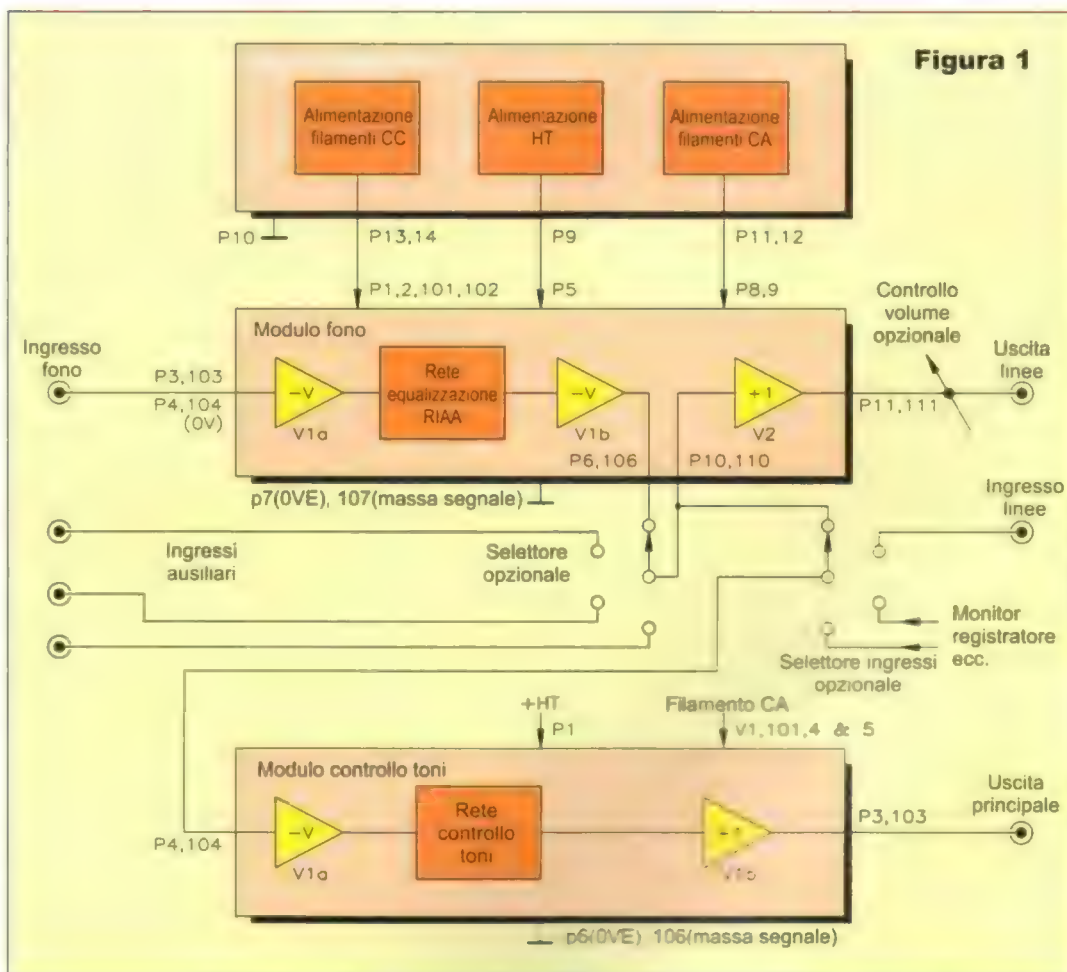 Figura 1
Alimentazione
filamenti CC
Alimentazione
HT
Alimentazione
filamenti CA
P10
P13,14
P9
P11,12
P1,2,101,102
P5
P8,9
Controllo
volume
opzionale
Modulo fono
Ingresso
fono
Uscita
linee
P3,103
P4,104
(0V)
-V
V1a
Rete
equalizzazione
RIAA
-V
V1b
+1
V2
P11,111
P6,106
P10,110
p7(0VE), 107(massa segnale)
Ingresso
linee
Ingressi
ausiliari
Selettore
opzionale
Monitor
registratore
ecc.
Selettore ingressi
opzionale
+HT
P1
Filamento CA
V1,101,4 & 5
Modulo controllo toni
Uscita
principale
P4,104
-V
V1a
Rete
controllo
toni
P3,103
p6(0VE) 106(massa segnale)